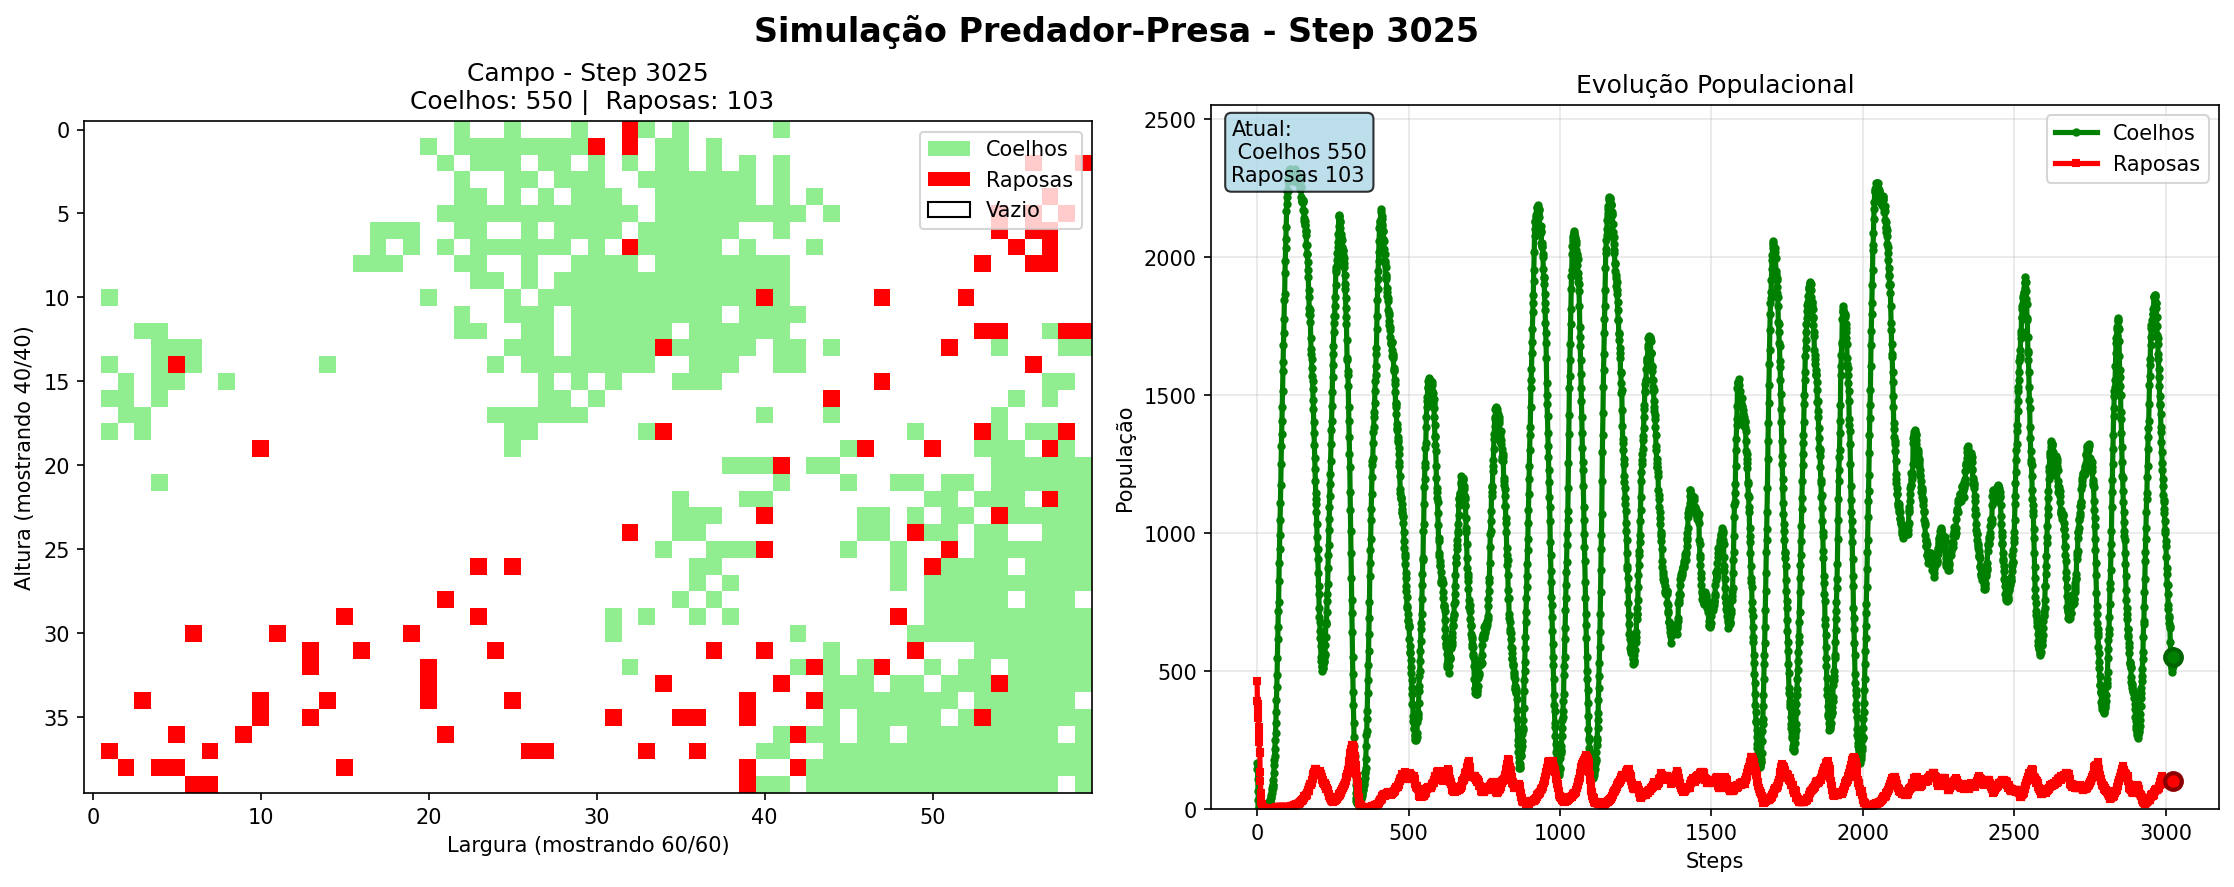 Simulação Predador-Presa - Step 3025
Campo - Step 3025
Coelhos: 550 |  Raposas: 103
Coelhos
Raposas
Vazio
0
5
10
15
20
25
30
35
Altura (mostrando 40/40)
0
10
20
30
40
50
Largura (mostrando 60/60)
Evolução Populacional
Atual:
Coelhos 550
Raposas 103
Coelhos
Raposas
2500
2000
1500
1000
500
0
População
0
500
1000
1500
2000
2500
3000
Steps